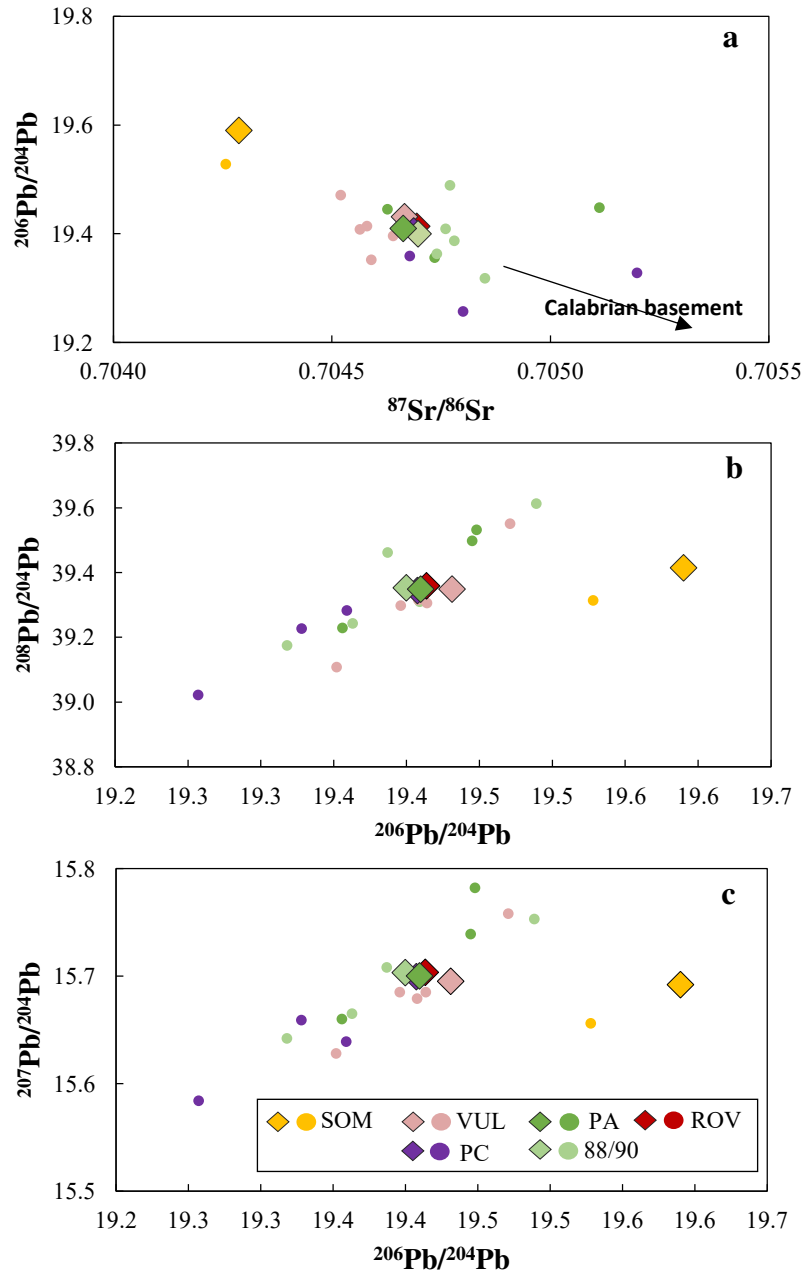 a
19.8
19.6
19.4
19.2
²⁰⁶Pb/²⁰⁴Pb
Calabrian basement
0.7040 0.7045 0.7050 0.7055
⁸⁷Sr/⁸⁶Sr
b
39.8
39.6
39.4
39.2
39.0
38.8
²⁰⁸Pb/²⁰⁴Pb
19.2 19.3 19.3 19.4 19.4 19.5 19.5 19.6 19.6 19.7
²⁰⁶Pb/²⁰⁴Pb
c
15.8
15.7
15.6
15.5
²⁰⁷Pb/²⁰⁴Pb
SOM VUL PA ROV
PC 88/90
19.2 19.3 19.3 19.4 19.4 19.5 19.5 19.6 19.6 19.7
²⁰⁶Pb/²⁰⁴Pb